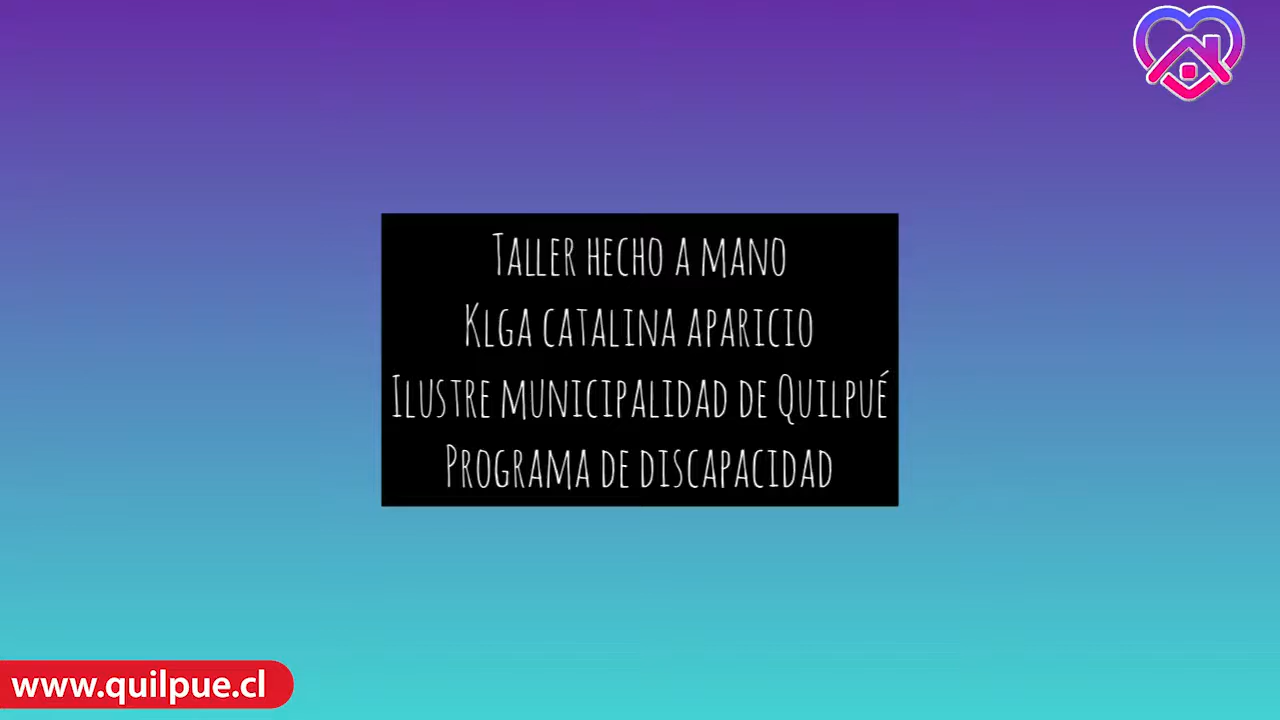 Taller hecho a mano
Klga catalina aparicio
Ilustre municipalidad de Quilpué
Programa de discapacidad
www.quilpue.cl